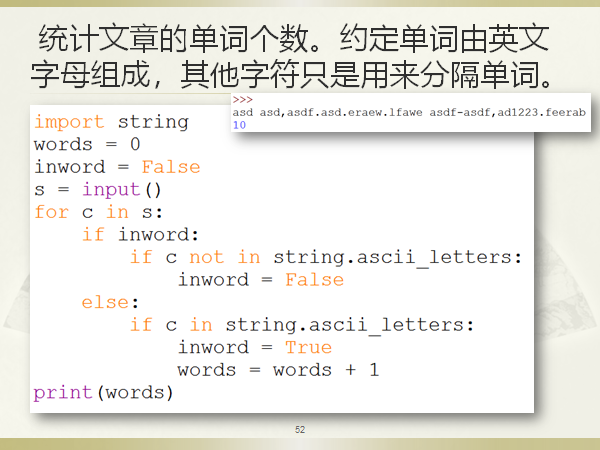 统计文章的单词个数。约定单词由英文
字母组成，其他字符只是用来分隔单词。
>>>
asd asd,asdf.asd.eraew.lfawe asdf-asdf,ad1223.feerab
10
import string
words = 0
inword = False
s = input()
for c in s:
    if inword:
        if c not in string.ascii_letters:
            inword = False
    else:
        if c in string.ascii_letters:
            inword = True
            words = words + 1
print(words)
52